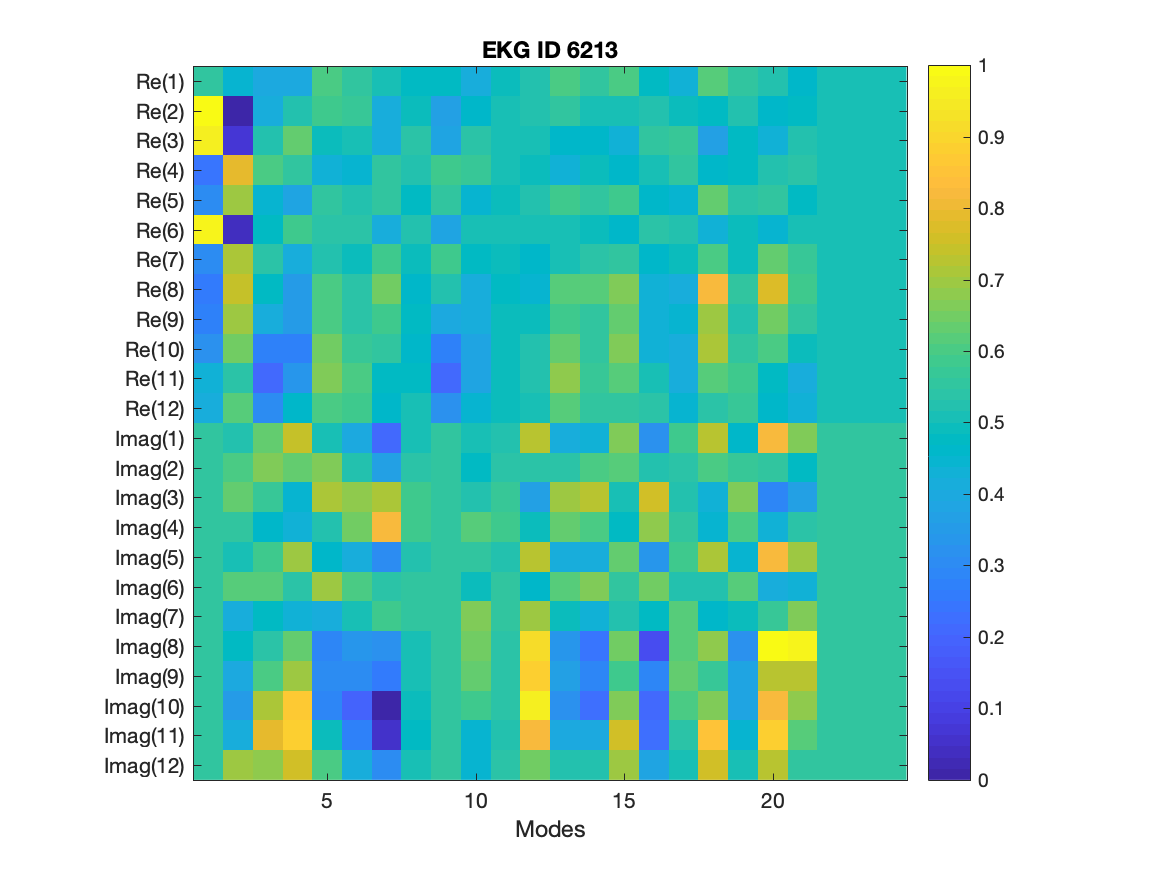 EKG ID 6213
Re(1)
Re(2)
Re(3)
Re(4)
Re(5)
Re(6)
Re(7)
Re(8)
Re(9)
Re(10)
Re(11)
Re(12)
Imag(1)
Imag(2)
Imag(3)
Imag(4)
Imag(5)
Imag(6)
Imag(7)
Imag(8)
Imag(9)
Imag(10)
Imag(11)
Imag(12)
5 10 15 20
Modes
1
0.9
0.8
0.7
0.6
0.5
0.4
0.3
0.2
0.1
0